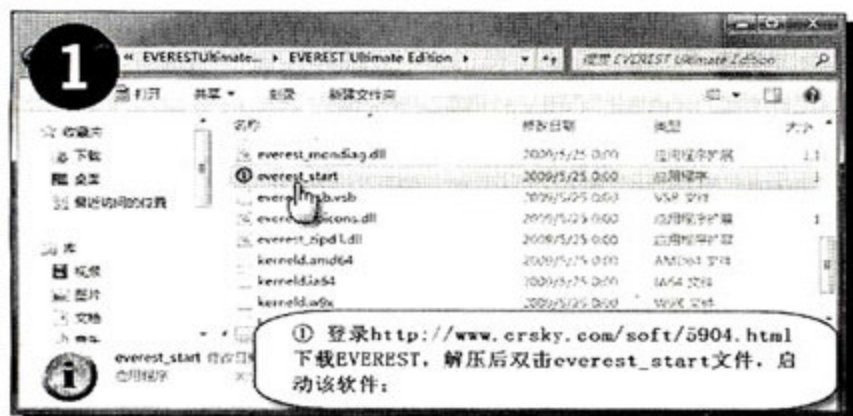 1
« EVERESTUltimate... ▸ EVEREST Ultimate Edition ▸
搜索 EVEREST Ultimate Edition
打开 共享 刻录 新建文件夹
名称 修改日期 类型 大小
收藏夹
下载
桌面
最近访问的位置
库
视频
图片
文档
音乐
everest_mondiag.dll 2009/5/25 0:00 应用程序扩展
① everest_start 2009/5/25 0:00 应用程序
2009/5/25 0:00 VSB 文件
2009/5/25 0:00 应用程序扩展
2009/5/25 0:00 应用程序扩展
kerneld.amd64 2009/5/25 0:00 AMD64 文件
kerneld.ia64 2009/5/25 0:00 IA64 文件
kerneld.w9x 2009/5/25 0:00 W9X 文件
everest_start 修改日期
应用程序
① 登录http://www.crsky.com/soft/5904.html
下载EVEREST，解压后双击everest_start文件，启
动该软件；